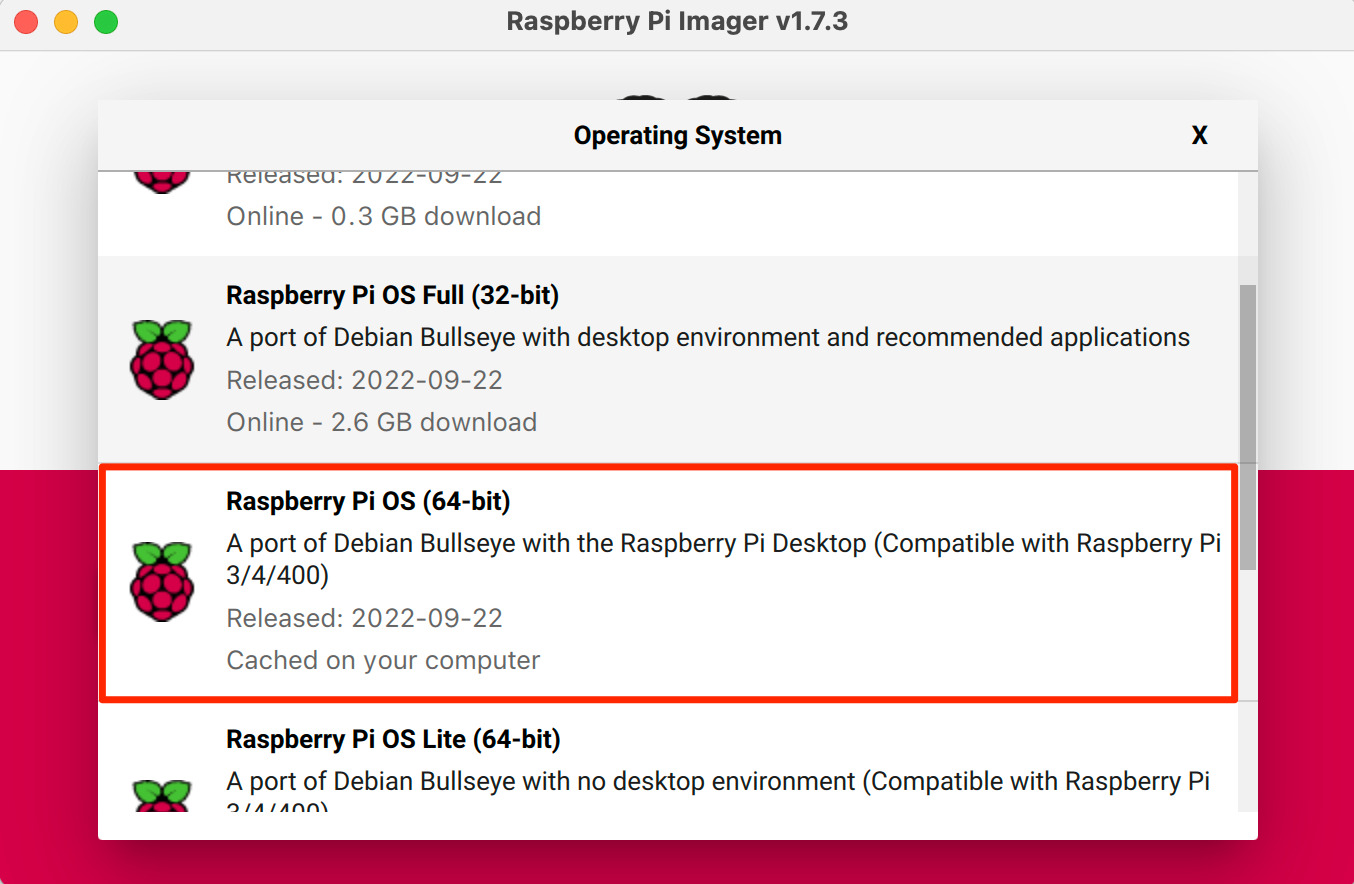 Raspberry Pi Imager v1.7.3
Operating System
X
Released: 2022-09-22
Online - 0.3 GB download
Raspberry Pi OS Full (32-bit)
A port of Debian Bullseye with desktop environment and recommended applications
Released: 2022-09-22
Online - 2.6 GB download
Raspberry Pi OS (64-bit)
A port of Debian Bullseye with the Raspberry Pi Desktop (Compatible with Raspberry Pi
3/4/400)
Released: 2022-09-22
Cached on your computer
Raspberry Pi OS Lite (64-bit)
A port of Debian Bullseye with no desktop environment (Compatible with Raspberry Pi
3/4/400)